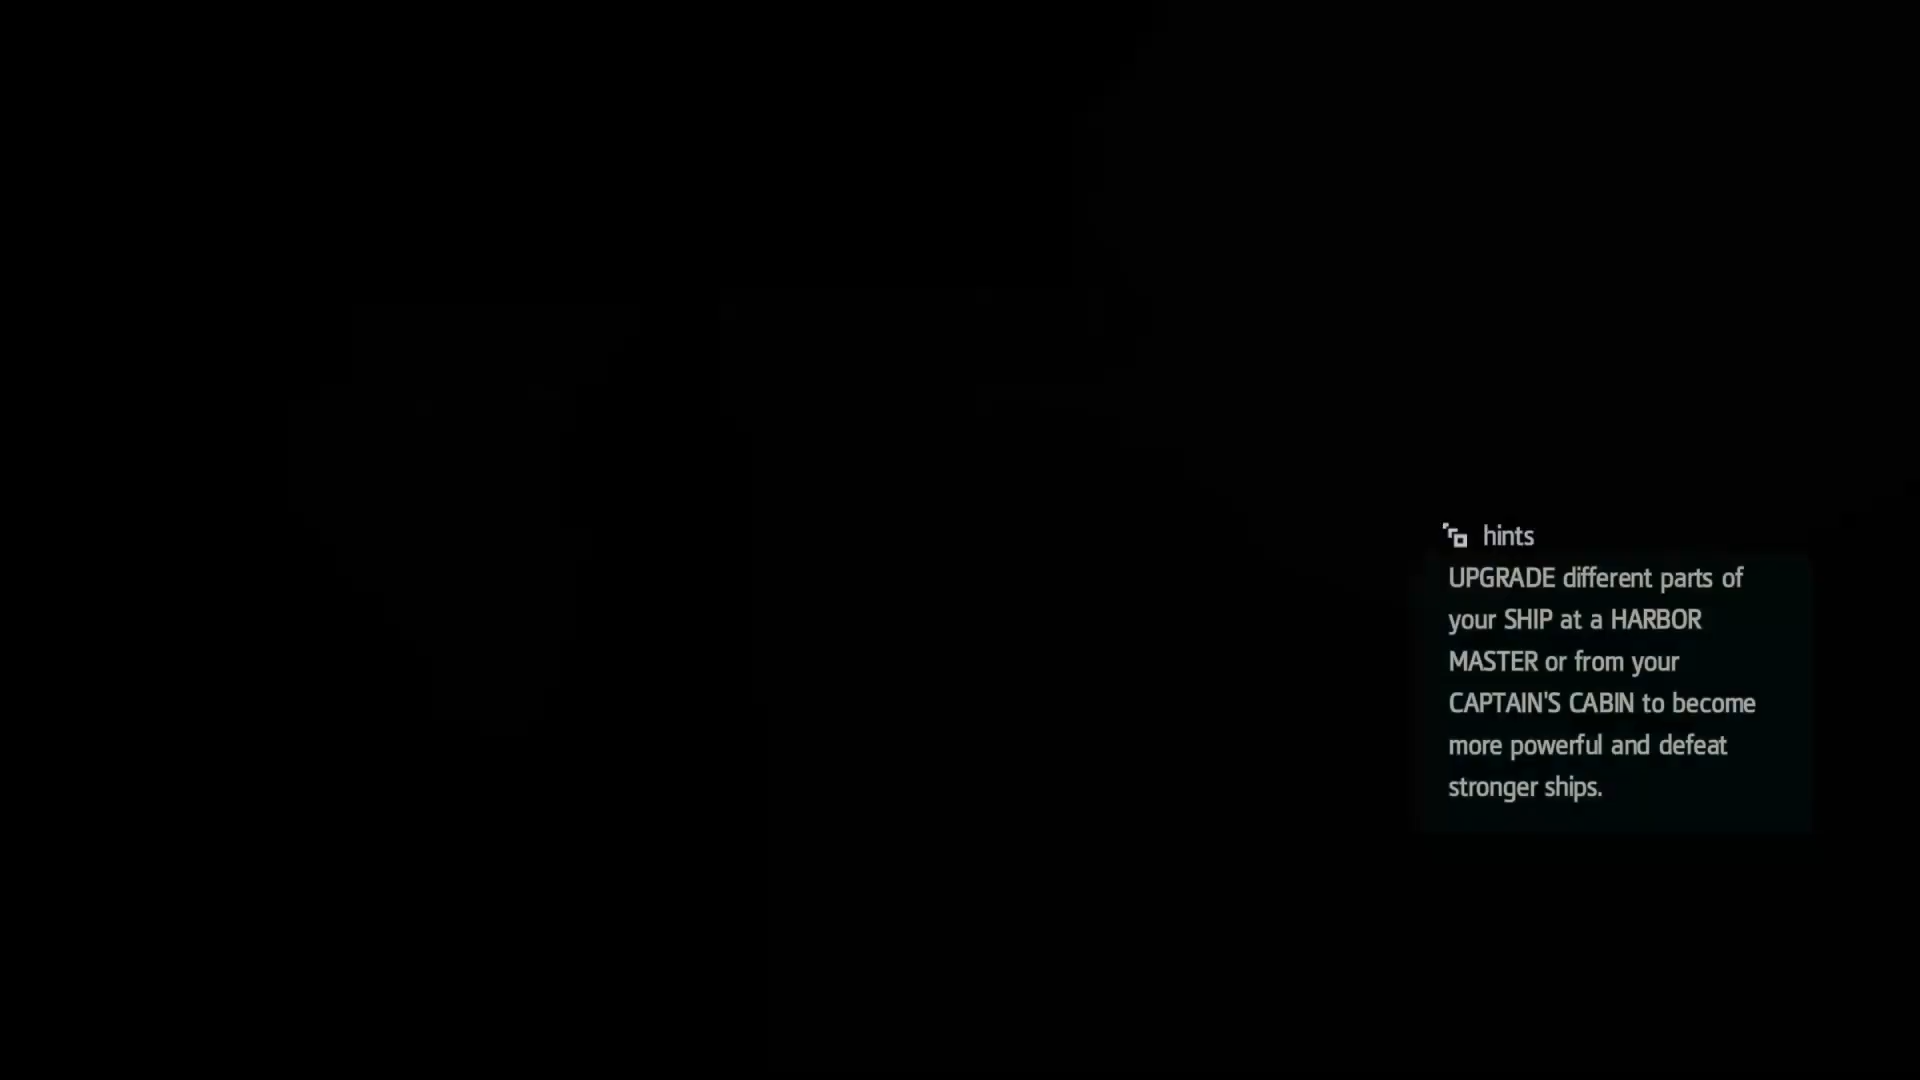 hints
UPGRADE different parts of
your SHIP at a HARBOR
MASTER or from your
CAPTAIN'S CABIN to become
more powerful and defeat
stronger ships.